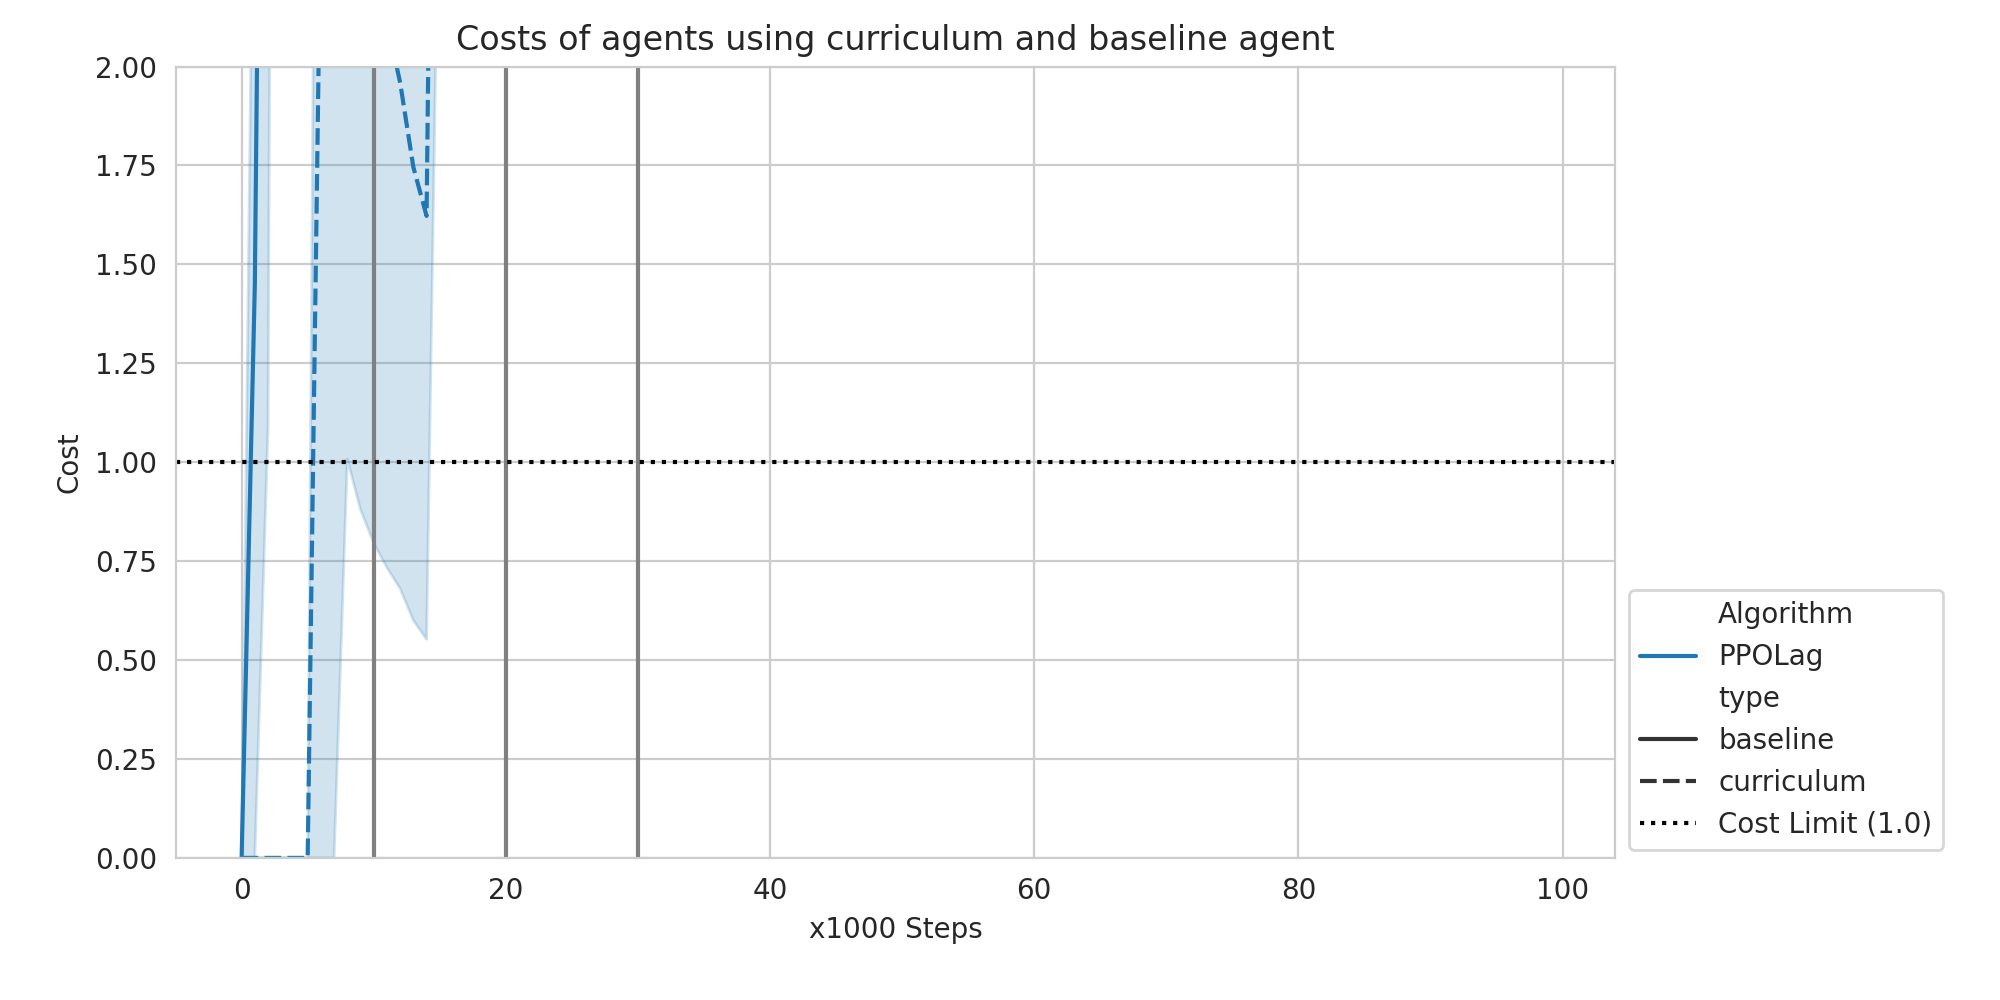 Costs of agents using curriculum and baseline agent
2.00
1.75
1.50
1.25
1.00
0.75
0.50
0.25
0.00
Cost
0 20 40 60 80 100
x1000 Steps
Algorithm
PPOLag
type
baseline
curriculum
Cost Limit (1.0)